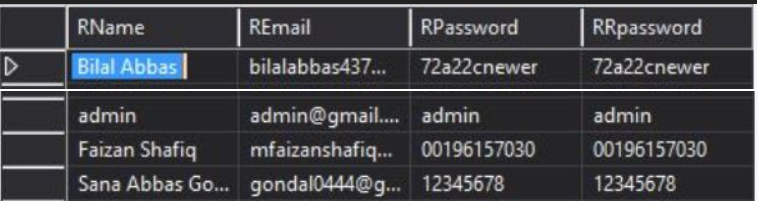 RName REmail RPassword RRpassword
Bilal Abbas bilalabbas437... 72a22cnewer 72a22cnewer
admin admin@gmail.... admin admin
Faizan Shafiq mfaizanshafiq... 00196157030 00196157030
Sana Abbas Go... gondal0444@g... 12345678 12345678